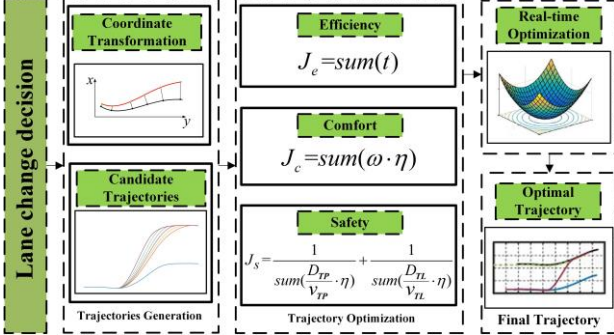 Lane change decision
Coordinate
Transformation
x
y
Candidate
Trajectories
Trajectories Generation
Efficiency
J_e=sum(t)
Comfort
J_c=sum(ω·η)
Safety
J_S = 1/sum(D_TP/V_TP·η) + 1/sum(D_TL/V_TL·η)
Trajectory Optimization
Real-time
Optimization
Optimal
Trajectory
Final Trajectory